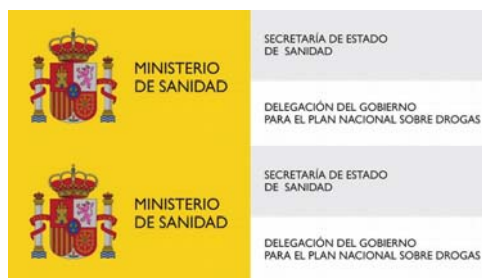 MINISTERIO
DE SANIDAD
SECRETARÍA DE ESTADO
DE SANIDAD
DELEGACIÓN DEL GOBIERNO
PARA EL PLAN NACIONAL SOBRE DROGAS
MINISTERIO
DE SANIDAD
SECRETARÍA DE ESTADO
DE SANIDAD
DELEGACIÓN DEL GOBIERNO
PARA EL PLAN NACIONAL SOBRE DROGAS